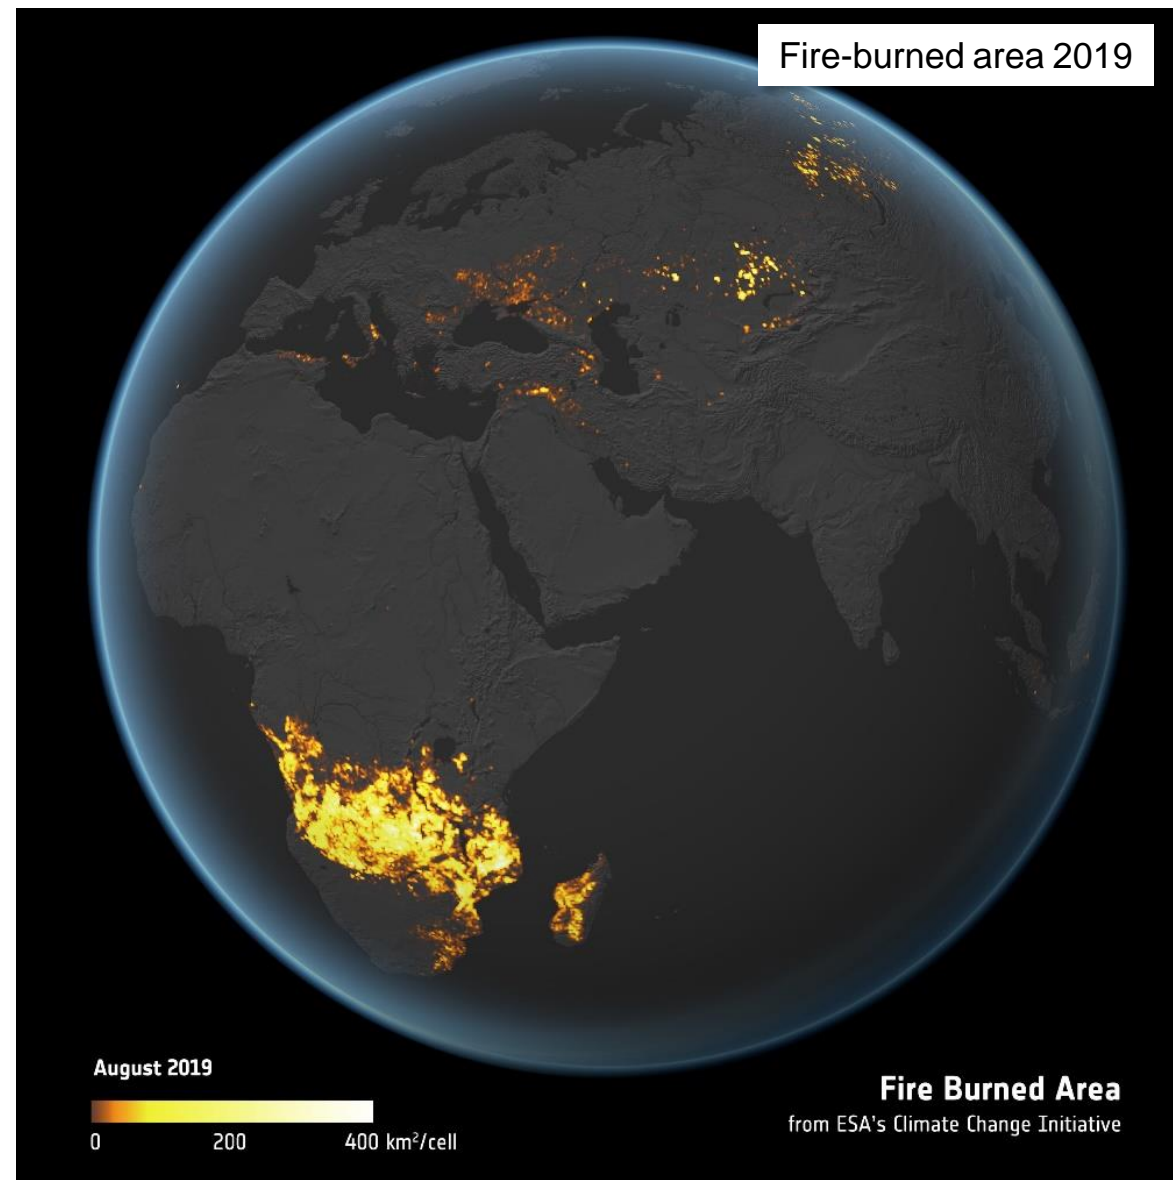 Fire-burned area 2019
August 2019
0 200 400 km²/cell
Fire Burned Area
from ESA's Climate Change Initiative